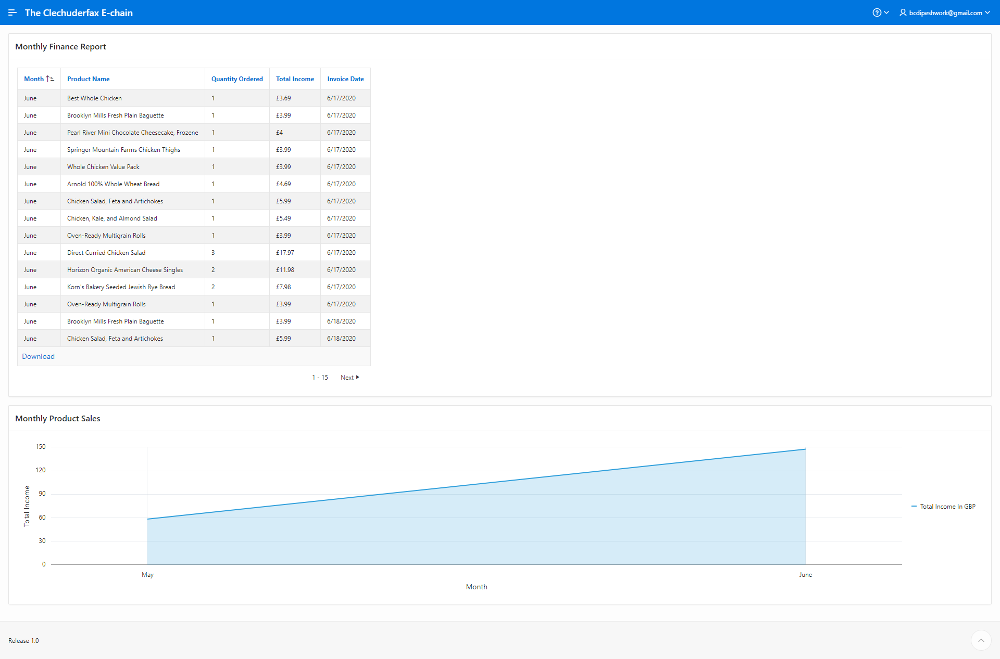 The Clechuderfax E-chain
bcdipeshwork@gmail.com
Monthly Finance Report
Month Product Name Quantity Ordered Total Income Invoice Date
June Best Whole Chicken 1 £3.69 6/17/2020
June Brooklyn Mills Fresh Plain Baguette 1 £3.99 6/17/2020
June Pearl River Mini Chocolate Cheesecake, Frozene 1 £4 6/17/2020
June Springer Mountain Farms Chicken Thighs 1 £3.99 6/17/2020
June Whole Chicken Value Pack 1 £3.99 6/17/2020
June Arnold 100% Whole Wheat Bread 1 £4.69 6/17/2020
June Chicken Salad, Feta and Artichokes 1 £5.99 6/17/2020
June Chicken, Kale, and Almond Salad 1 £5.49 6/17/2020
June Oven-Ready Multigrain Rolls 1 £3.99 6/17/2020
June Direct Curried Chicken Salad 3 £17.97 6/17/2020
June Horizon Organic American Cheese Singles 2 £11.98 6/17/2020
June Korn's Bakery Seeded Jewish Rye Bread 2 £7.98 6/17/2020
June Oven-Ready Multigrain Rolls 1 £3.99 6/17/2020
June Brooklyn Mills Fresh Plain Baguette 1 £3.99 6/18/2020
June Chicken Salad, Feta and Artichokes 1 £5.99 6/18/2020
Download
1 - 15 Next
Monthly Product Sales
150
120
90
60
30
0
Total Income
May June
Month
Total Income In GBP
Release 1.0